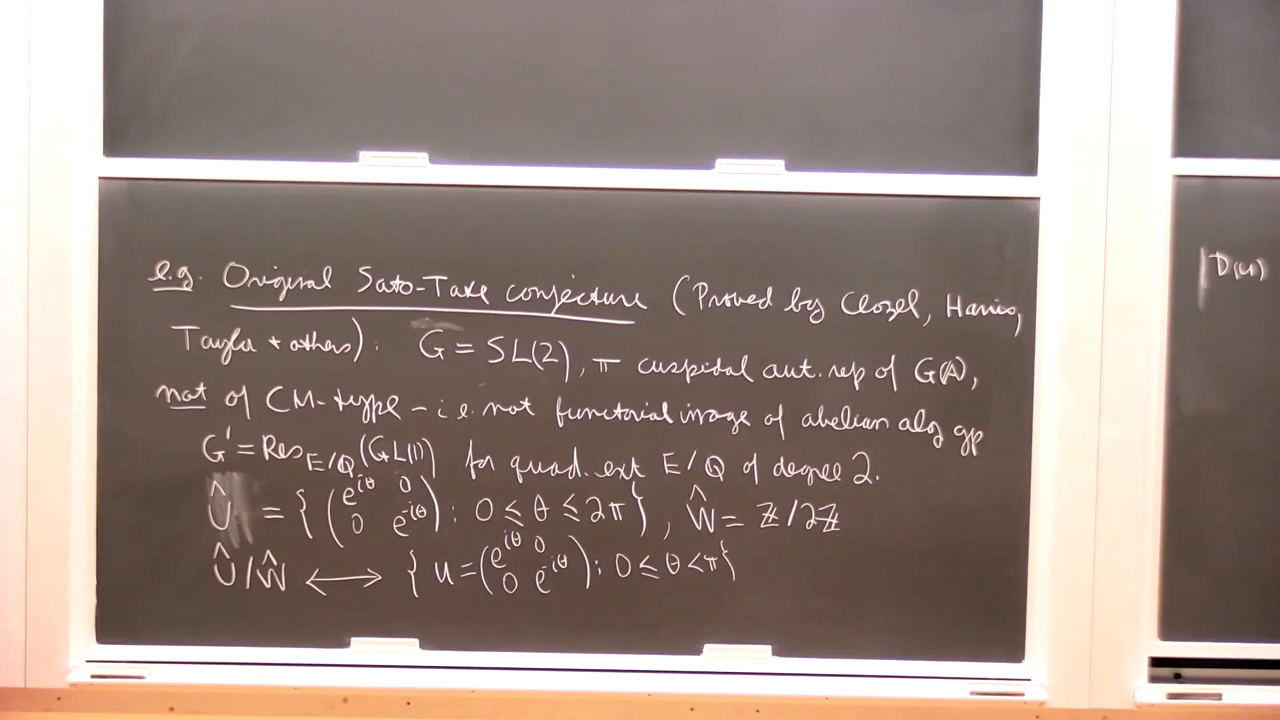 e.g. Original Sato-Tate conjecture (Proved by Clozel, Harris,
Taylor + others): G = SL(2), π cuspidal aut. rep of G(A),
not of CM-type – i.e. not functorial image of abelian alg gp
G' = Res_{E/Q}(GL(1)) for quad. ext E/Q of degree 2.
Û = { ( e^{iθ} 0 ; 0 e^{-iθ} ) : 0 ≤ θ ≤ 2π }, Ŵ = Z/2Z
Û/Ŵ ⟷ { u = ( e^{iθ} 0 ; 0 e^{-iθ} ) : 0 ≤ θ < π }
|D(u)